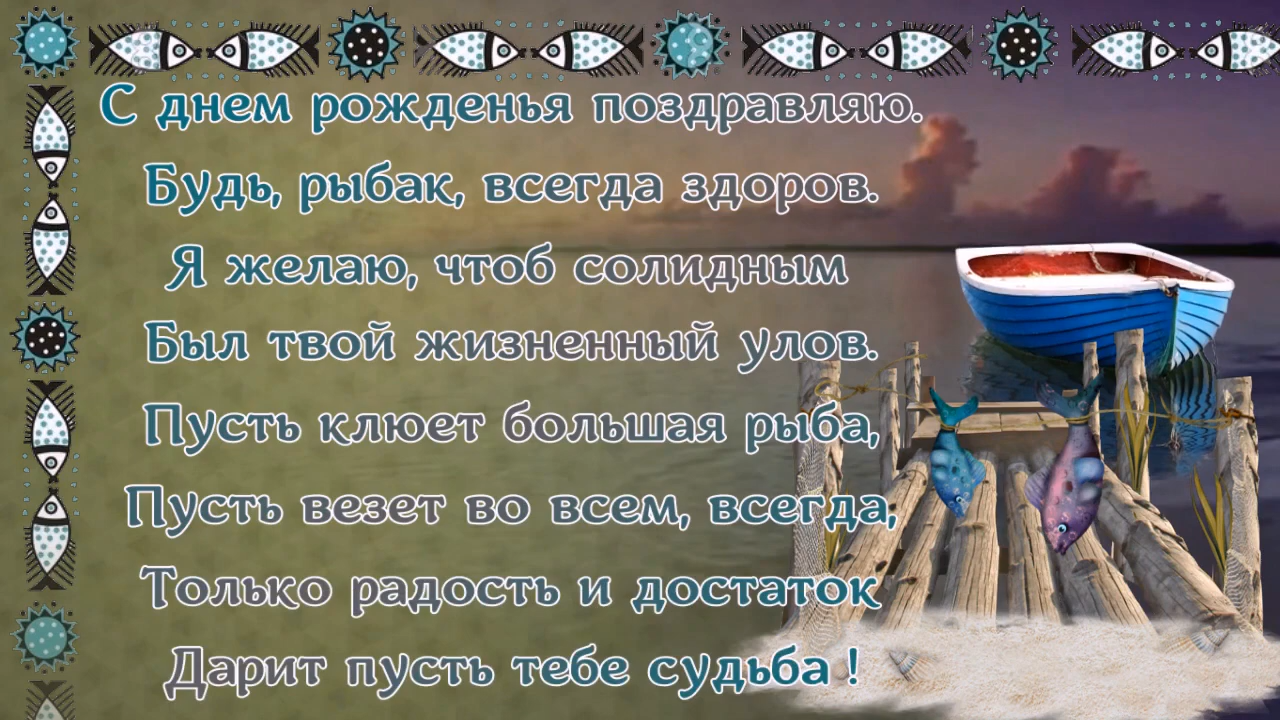 С днем рожденья поздравляю.
Будь, рыбак, всегда здоров.
Я желаю, чтоб солидным
Был твой жизненный улов.
Пусть клюет большая рыба,
Пусть везет во всем, всегда,
Только радость и достаток
Дарит пусть тебе судьба !